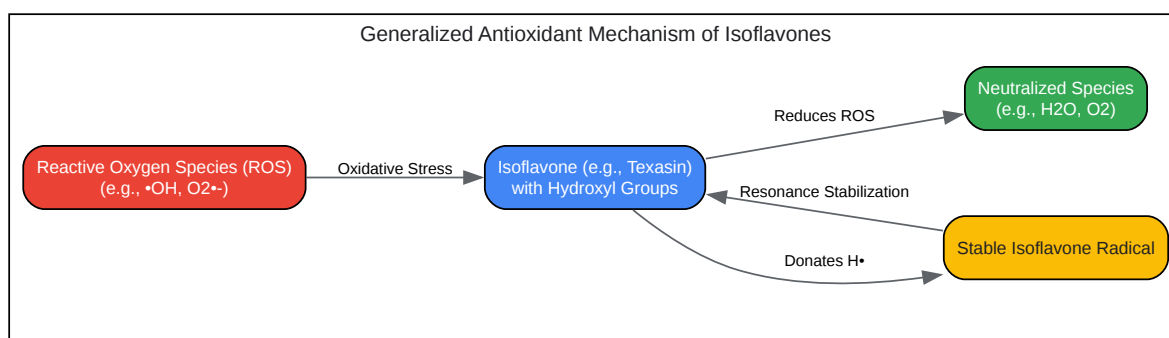 Generalized Antioxidant Mechanism of Isoflavones
Reactive Oxygen Species (ROS)
(e.g., •OH, O2•-)
Oxidative Stress
Isoflavone (e.g., Texasin)
with Hydroxyl Groups
Reduces ROS
Neutralized Species
(e.g., H2O, O2)
Resonance Stabilization
Donates H•
Stable Isoflavone Radical